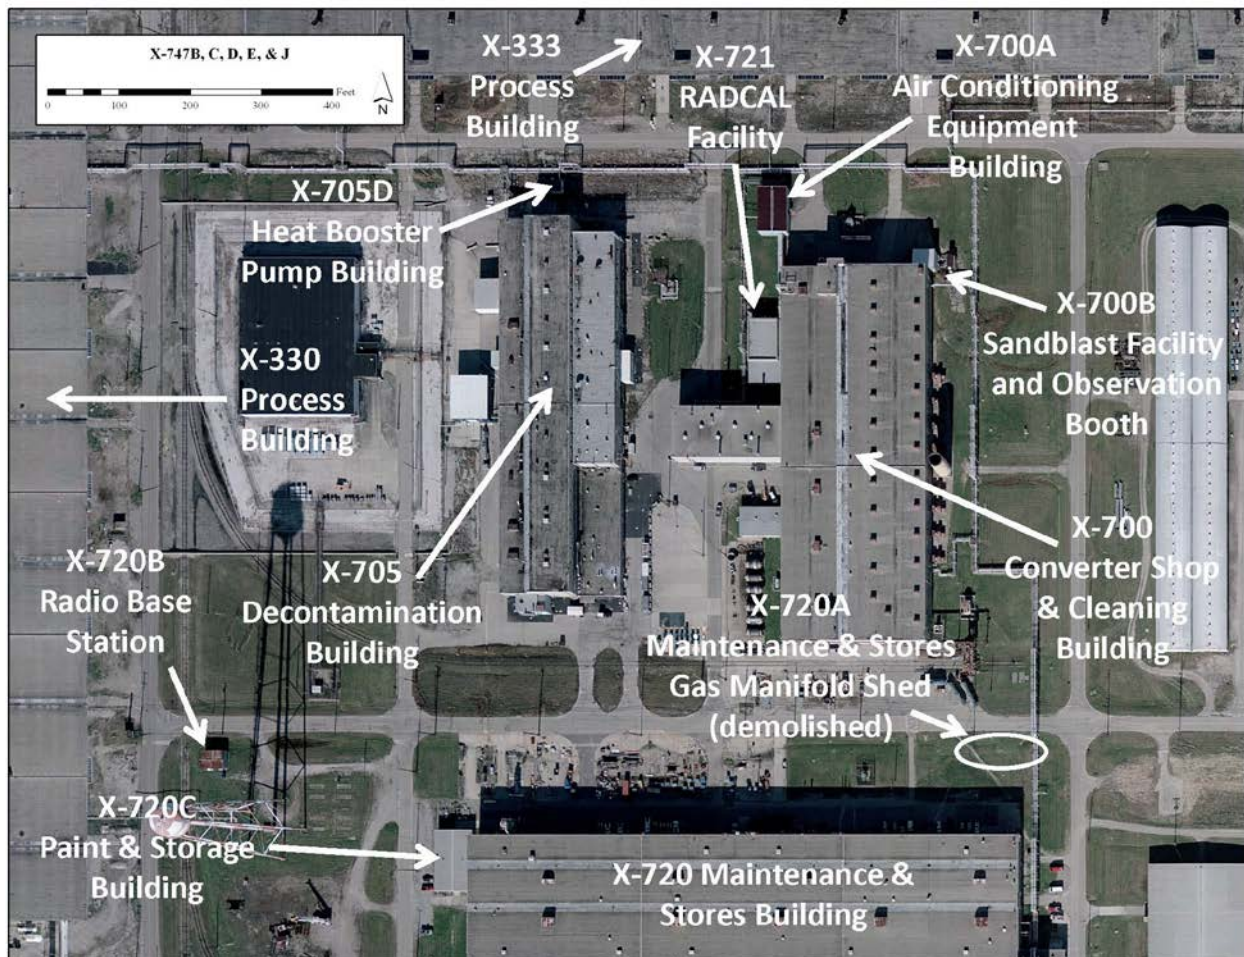 X-747B, C, D, E, & J
0 100 200 300 400 Feet
N
X-333
Process
Building
X-721
RADCAL
Facility
X-700A
Air Conditioning
Equipment
Building
X-705D
Heat Booster
Pump Building
X-330
Process
Building
X-700B
Sandblast Facility
and Observation
Booth
X-720B
Radio Base
Station
X-705
Decontamination
Building
X-720A
Maintenance & Stores
Gas Manifold Shed
(demolished)
X-700
Converter Shop
& Cleaning
Building
X-720C
Paint & Storage
Building
X-720 Maintenance &
Stores Building